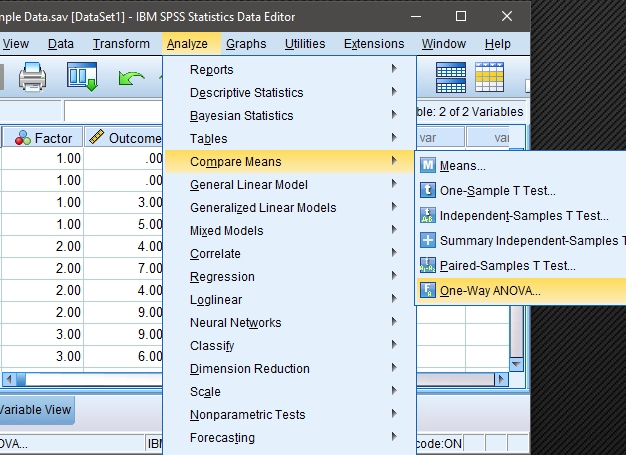 mple Data.sav [DataSet1] - IBM SPSS Statistics Data Editor
View Data Transform Analyze Graphs Utilities Extensions Window Help
ble: 2 of 2 Variables
Factor Outcome var var
1.00 .00
1.00 .00
1.00 3.00
1.00 5.00
2.00 4.00
2.00 7.00
2.00 4.00
2.00 9.00
3.00 9.00
3.00 6.00
Reports
Descriptive Statistics
Bayesian Statistics
Tables
Compare Means
General Linear Model
Generalized Linear Models
Mixed Models
Correlate
Regression
Loglinear
Neural Networks
Classify
Dimension Reduction
Scale
Nonparametric Tests
Forecasting
Means...
One-Sample T Test...
Independent-Samples T Test...
Summary Independent-Samples T
Paired-Samples T Test...
One-Way ANOVA...
Variable View
OVA... IBM code:ON